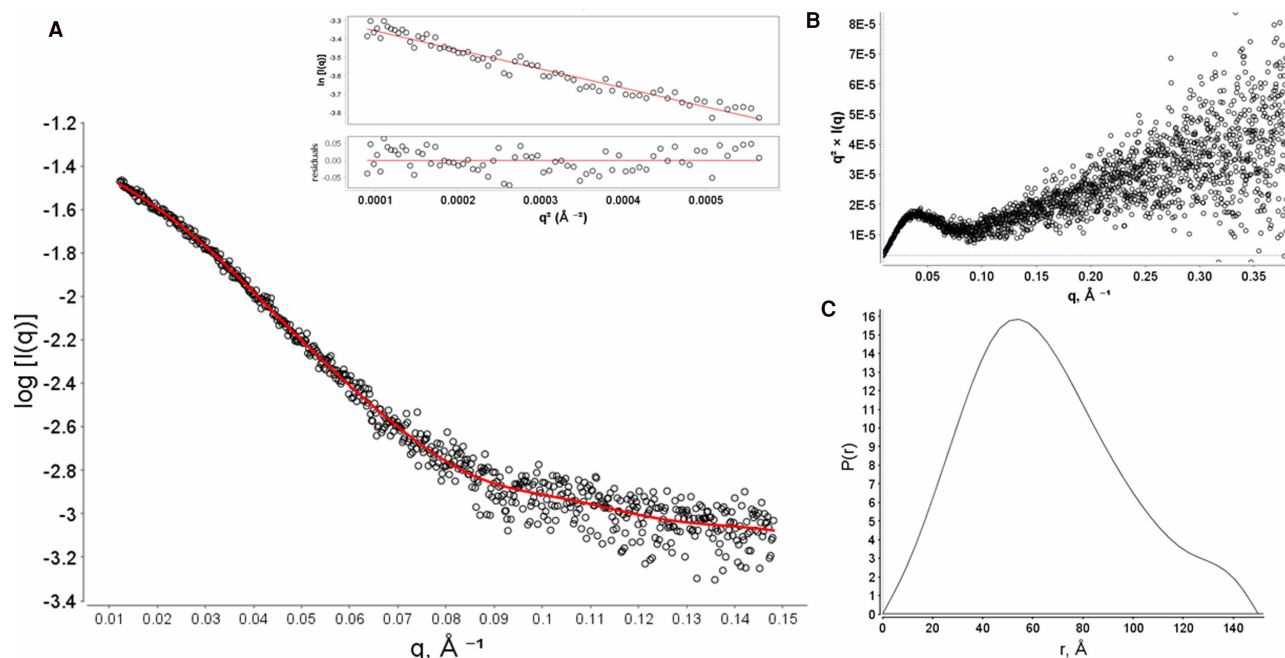 A
log [I(q)]
-1.2
-1.4
-1.6
-1.8
-2
-2.2
-2.4
-2.6
-2.8
-3
-3.2
-3.4
0.01 0.02 0.03 0.04 0.05 0.06 0.07 0.08 0.09 0.10 0.11 0.12 0.13 0.14 0.15
q, Å ⁻¹
ln [I(q)]
-3.3
-3.4
-3.5
-3.6
-3.7
-3.8
residuals
0.05
0.00
-0.05
0.0001 0.0002 0.0003 0.0004 0.0005
q² (Å ⁻²)
B
q² × I(q)
8E-5
7E-5
6E-5
5E-5
4E-5
3E-5
2E-5
1E-5
0.05 0.10 0.15 0.20 0.25 0.30 0.35
q, Å ⁻¹
C
P(r)
16
15
14
13
12
11
10
9
8
7
6
5
4
3
2
1
0
0 20 40 60 80 100 120 140
r, Å